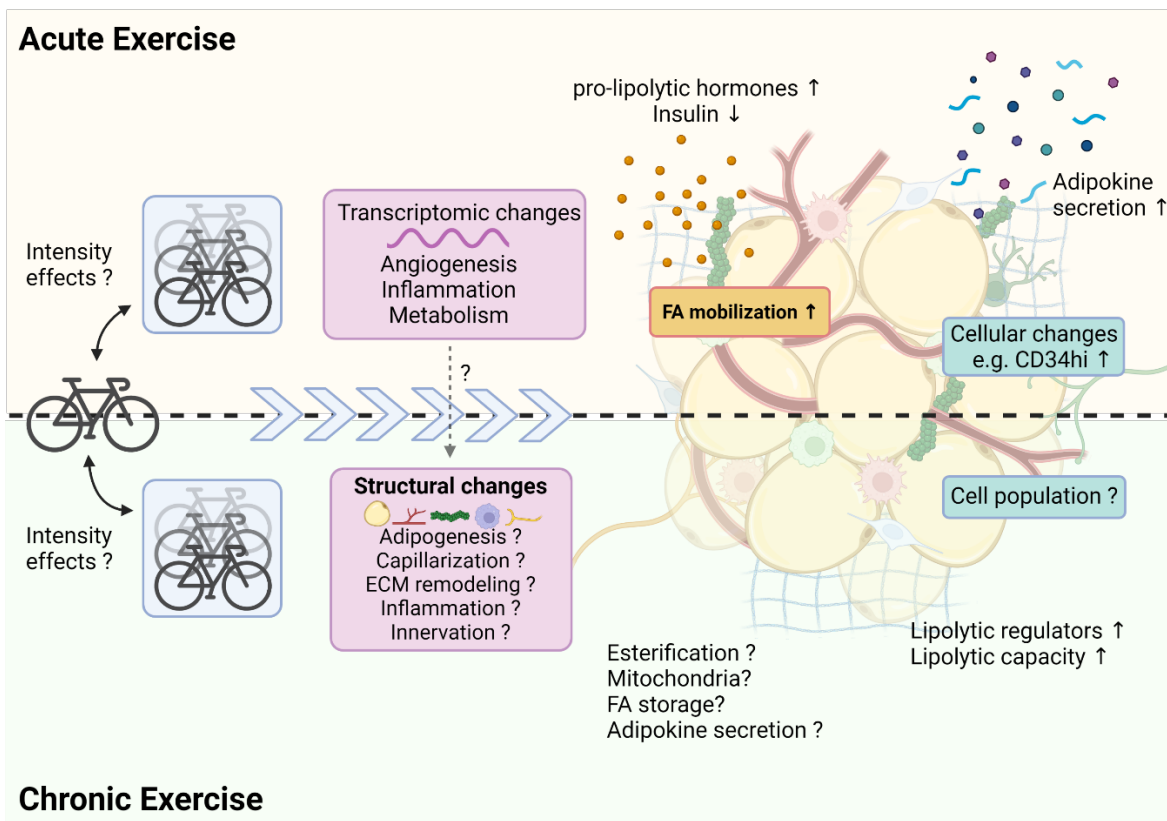 Acute Exercise
pro-lipolytic hormones ↑
Insulin ↓
Adipokine
secretion ↑
Intensity
effects ?
Transcriptomic changes
Angiogenesis
Inflammation
Metabolism
FA mobilization ↑
Cellular changes
e.g. CD34hi ↑
?
Structural changes
Adipogenesis ?
Capillarization ?
ECM remodeling ?
Inflammation ?
Innervation ?
Cell population ?
Intensity
effects ?
Esterification ?
Mitochondria?
FA storage?
Adipokine secretion ?
Lipolytic regulators ↑
Lipolytic capacity ↑
Chronic Exercise